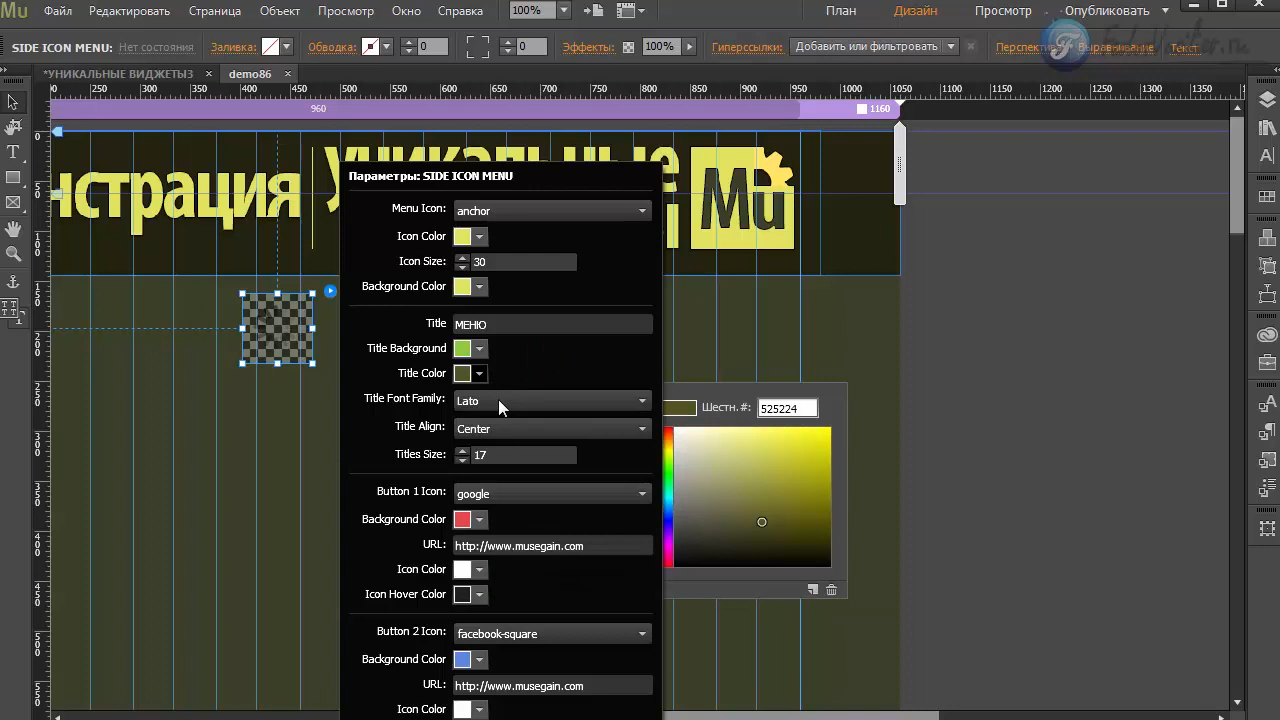 Mu Файл Редактировать Страница Объект Просмотр Окно Справка 100% План Дизайн Просмотр Опубликовать
SIDE ICON MENU: Нет состояния Заливка: Обводка: 0 0 Эффекты: 100% Гиперссылки: Добавить или фильтровать Перспектива Выравнивание Текст
*УНИКАЛЬНЫЕ ВИДЖЕТЫ3 × demo86 ×
250 300 350 400 450 500 550 600 650 700 750 800 850 900 950 1000 1050 1100 1150 1200 1250 1300
960 1160
нстрация уникальные Mu
Параметры: SIDE ICON MENU
Menu Icon: anchor
Icon Color
Icon Size: 30
Background Color
Title МЕНЮ
Title Background
Title Color
Title Font Family: Lato
Шестн. #: 525224
Title Align: Center
Titles Size: 17
Button 1 Icon: google
Background Color
URL: http://www.musegain.com
Icon Color
Icon Hover Color
Button 2 Icon: facebook-square
Background Color
URL: http://www.musegain.com
Icon Color